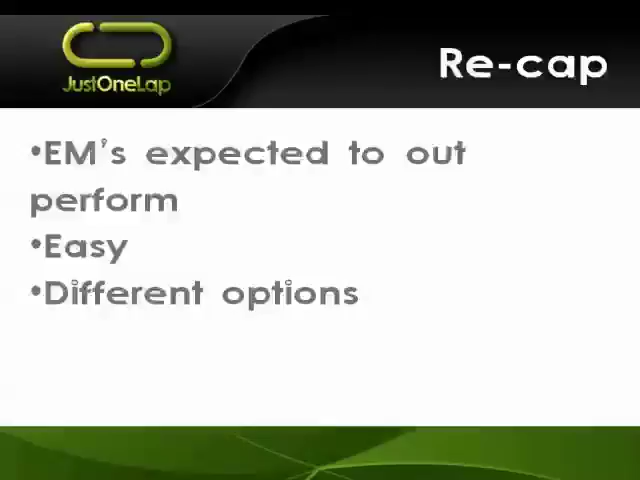 JustOneLap
Re-cap
•EM's expected to out
perform
•Easy
•Different options